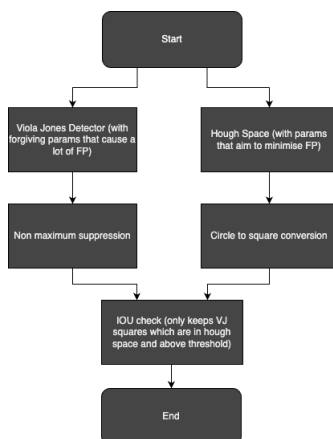 Start
Viola Jones Detector (with
forgiving params that cause a
lot of FP)
Hough Space (with params
that aim to minimise FP)
Non maximum suppression
Circle to square conversion
IOU check (only keeps VJ
squares which are in hough
space and above threshold)
End